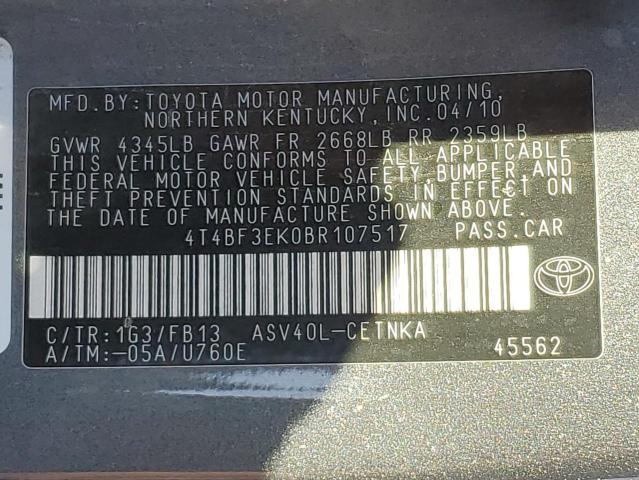 MFD.BY:TOYOTA MOTOR MANUFACTURING,
NORTHERN KENTUCKY,INC.04/10
GVWR 4345LB GAWR FR 2668LB RR 2359LB
THIS VEHICLE CONFORMS TO ALL APPLICABLE
FEDERAL MOTOR VEHICLE SAFETY,BUMPER,AND
THEFT PREVENTION STANDARDS IN EFFECT ON
THE DATE OF MANUFACTURE SHOWN ABOVE.
4T4BF3EK0BR107517 PASS.CAR
C/TR:1G3/FB13 ASV40L-CETNKA
A/TM:-05A/U760E 45562